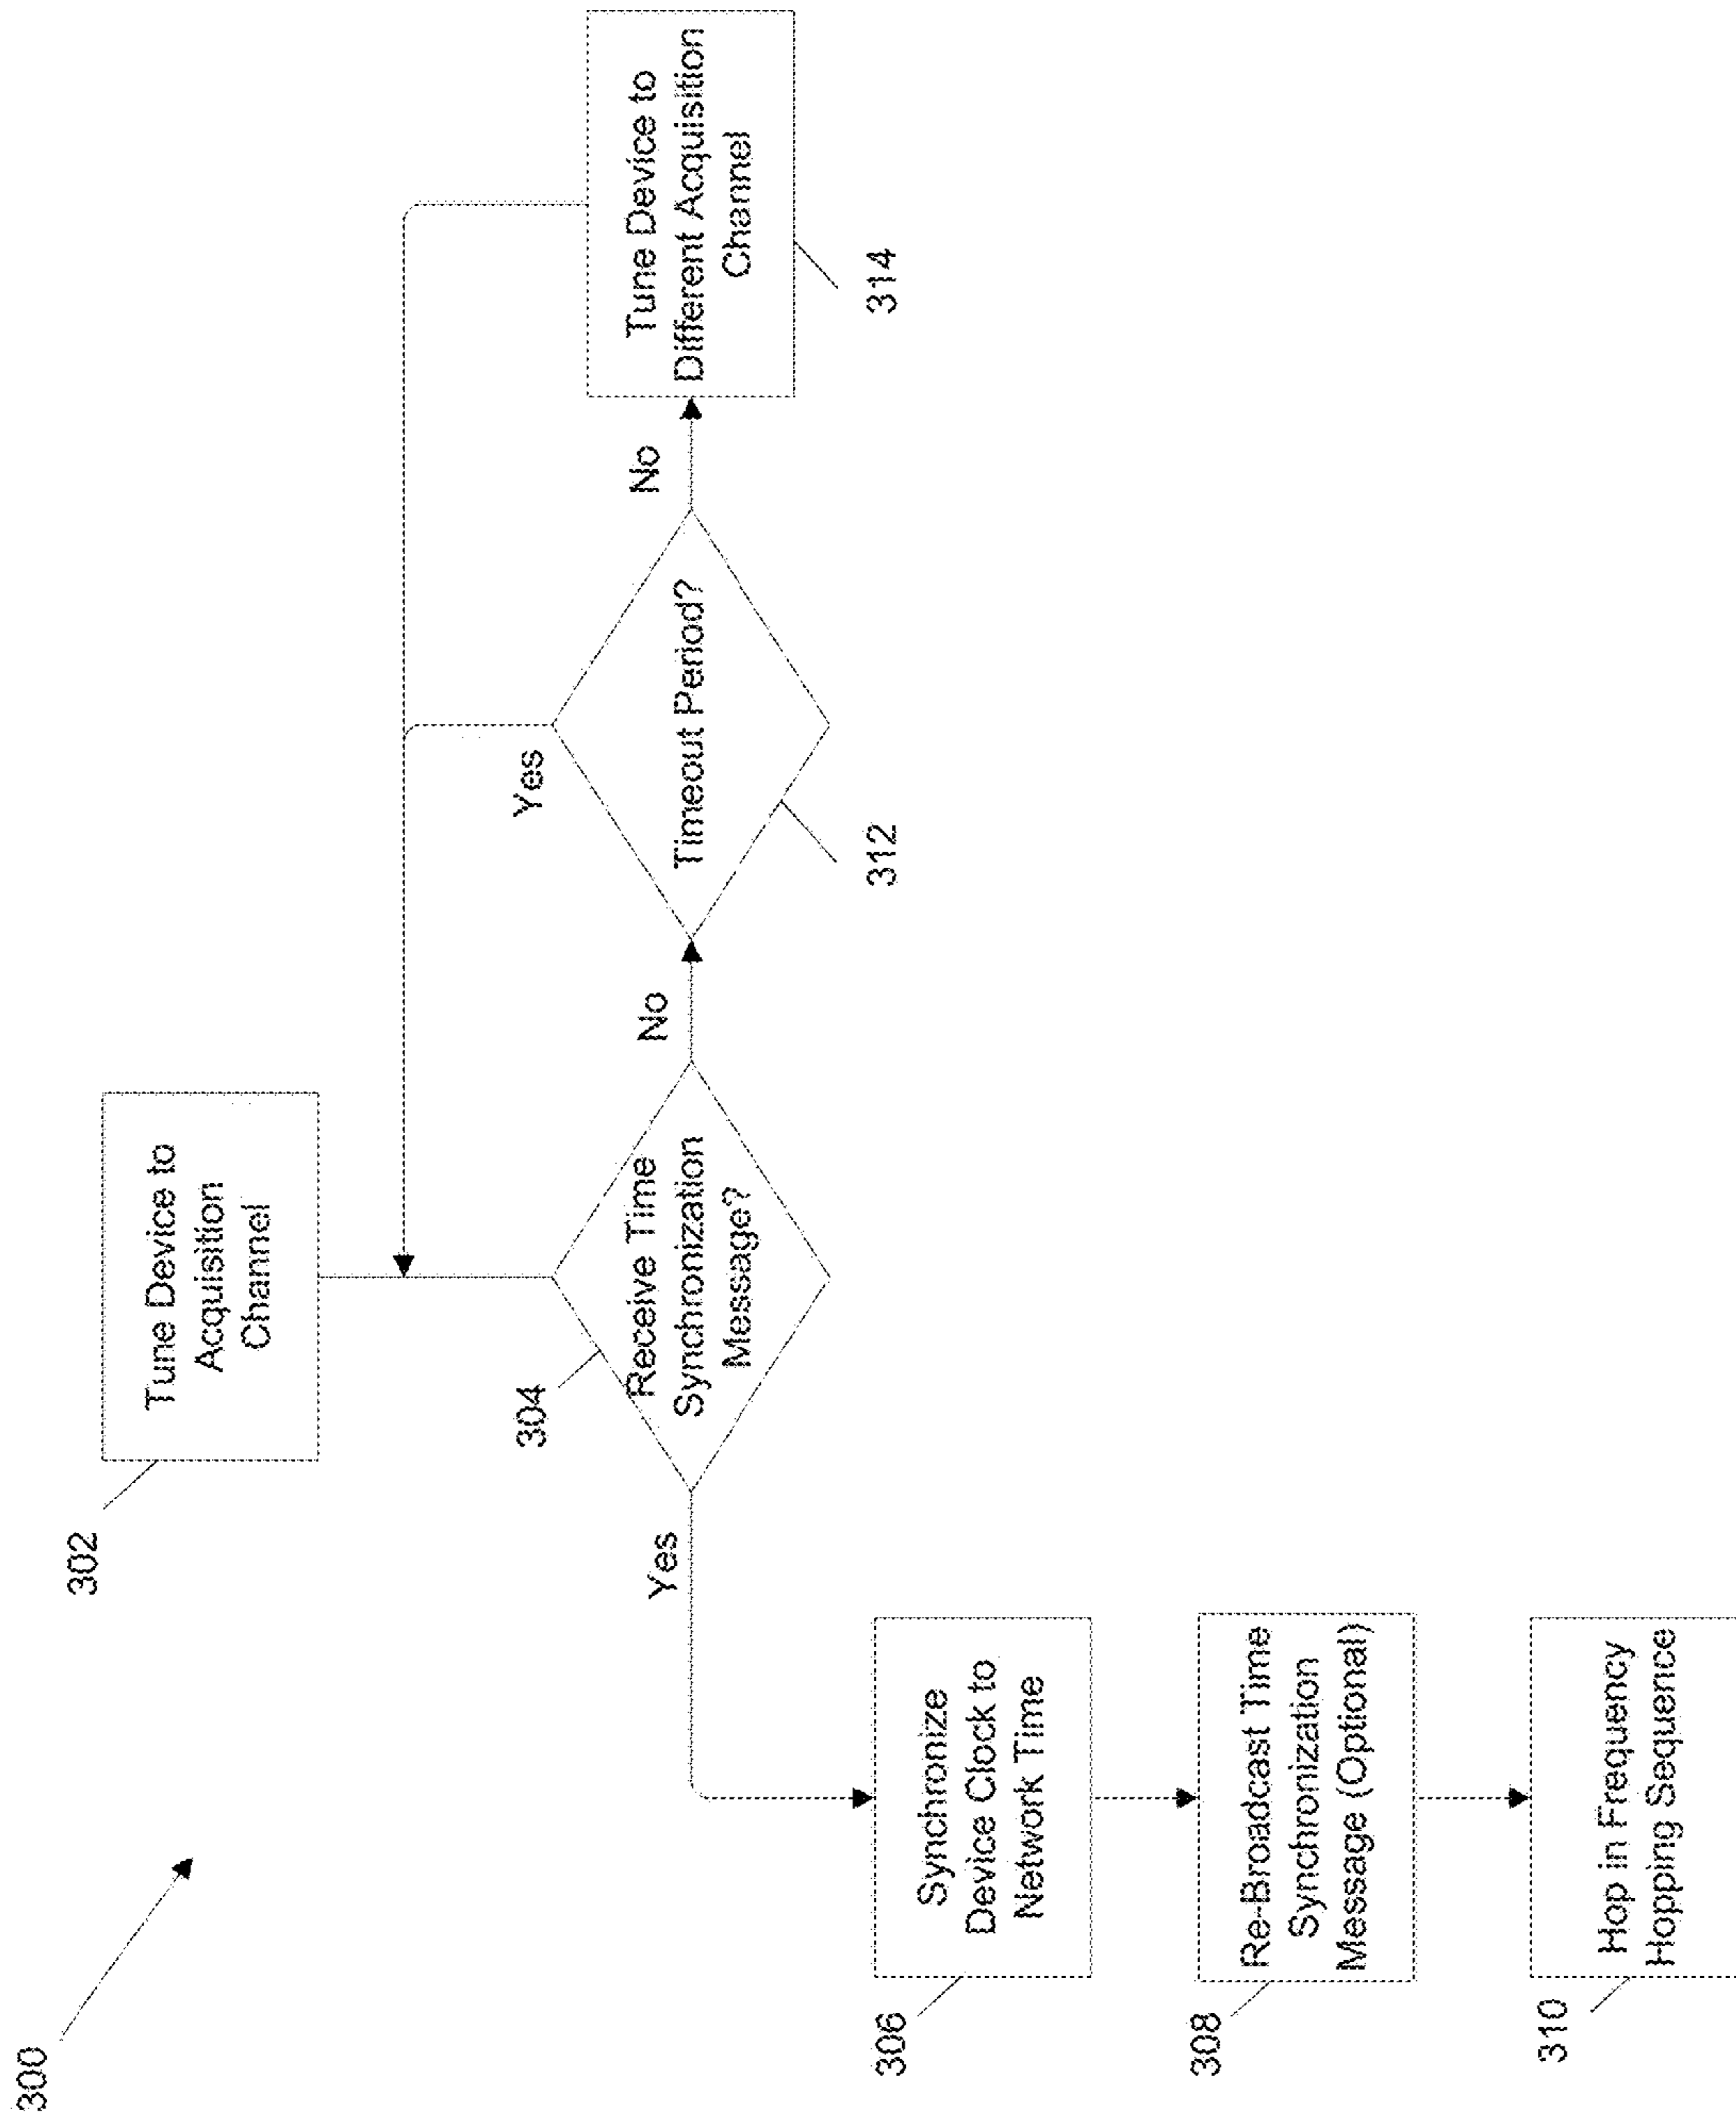 300
302
Tune Device to
Acquisition
Channel
304
Receive Time
Synchronization
Message?
Yes
No
Timeout Period?
312
Yes
No
Tune Device to
Different Acquisition
Channel
314
306
Synchronize
Device Clock to
Network Time
308
Re-Broadcast Time
Synchronization
Message (Optional)
310
Hop in Frequency
Hopping Sequence